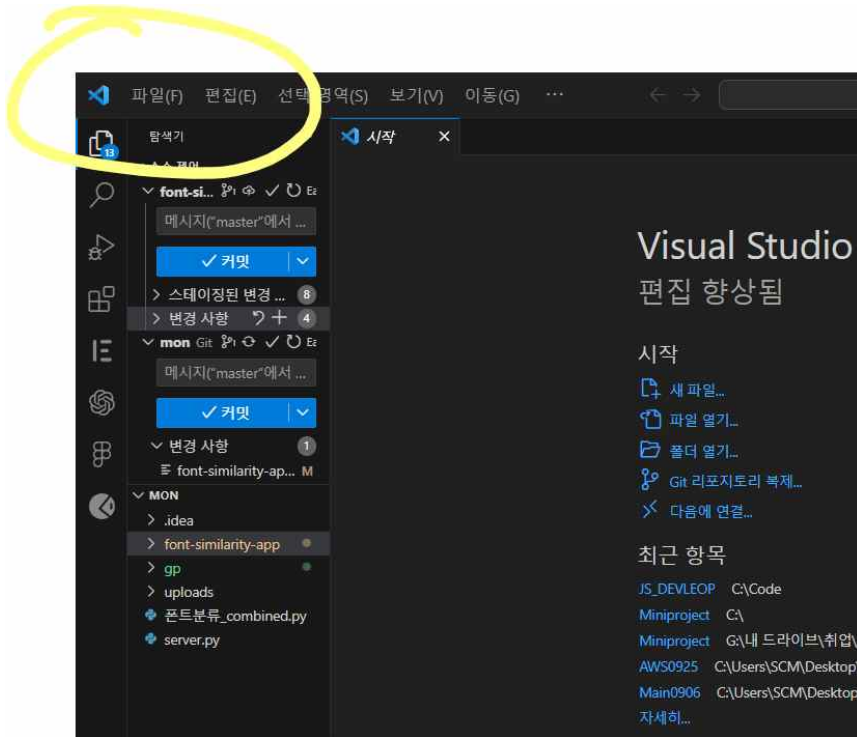 파일(F) 편집(E) 선택 영역(S) 보기(V) 이동(G) ···
13
탐색기
시작
소스 제어
font-si...
메시지("master"에서 ...
커밋
스테이징된 변경 ... 8
변경 사항 4
mon Git
메시지("master"에서 ...
커밋
변경 사항 1
font-similarity-ap... M
MON
.idea
font-similarity-app
gp
uploads
폰트분류_combined.py
server.py
Visual Studio
편집 향상됨
시작
새 파일...
파일 열기...
폴더 열기...
Git 리포지토리 복제...
다음에 연결...
최근 항목
JS_DEVLEOP C:\Code
Miniproject C:\
Miniproject G:\내 드라이브\취업\
AWS0925 C:\Users\SCM\Desktop\
Main0906 C:\Users\SCM\Desktop
자세히...